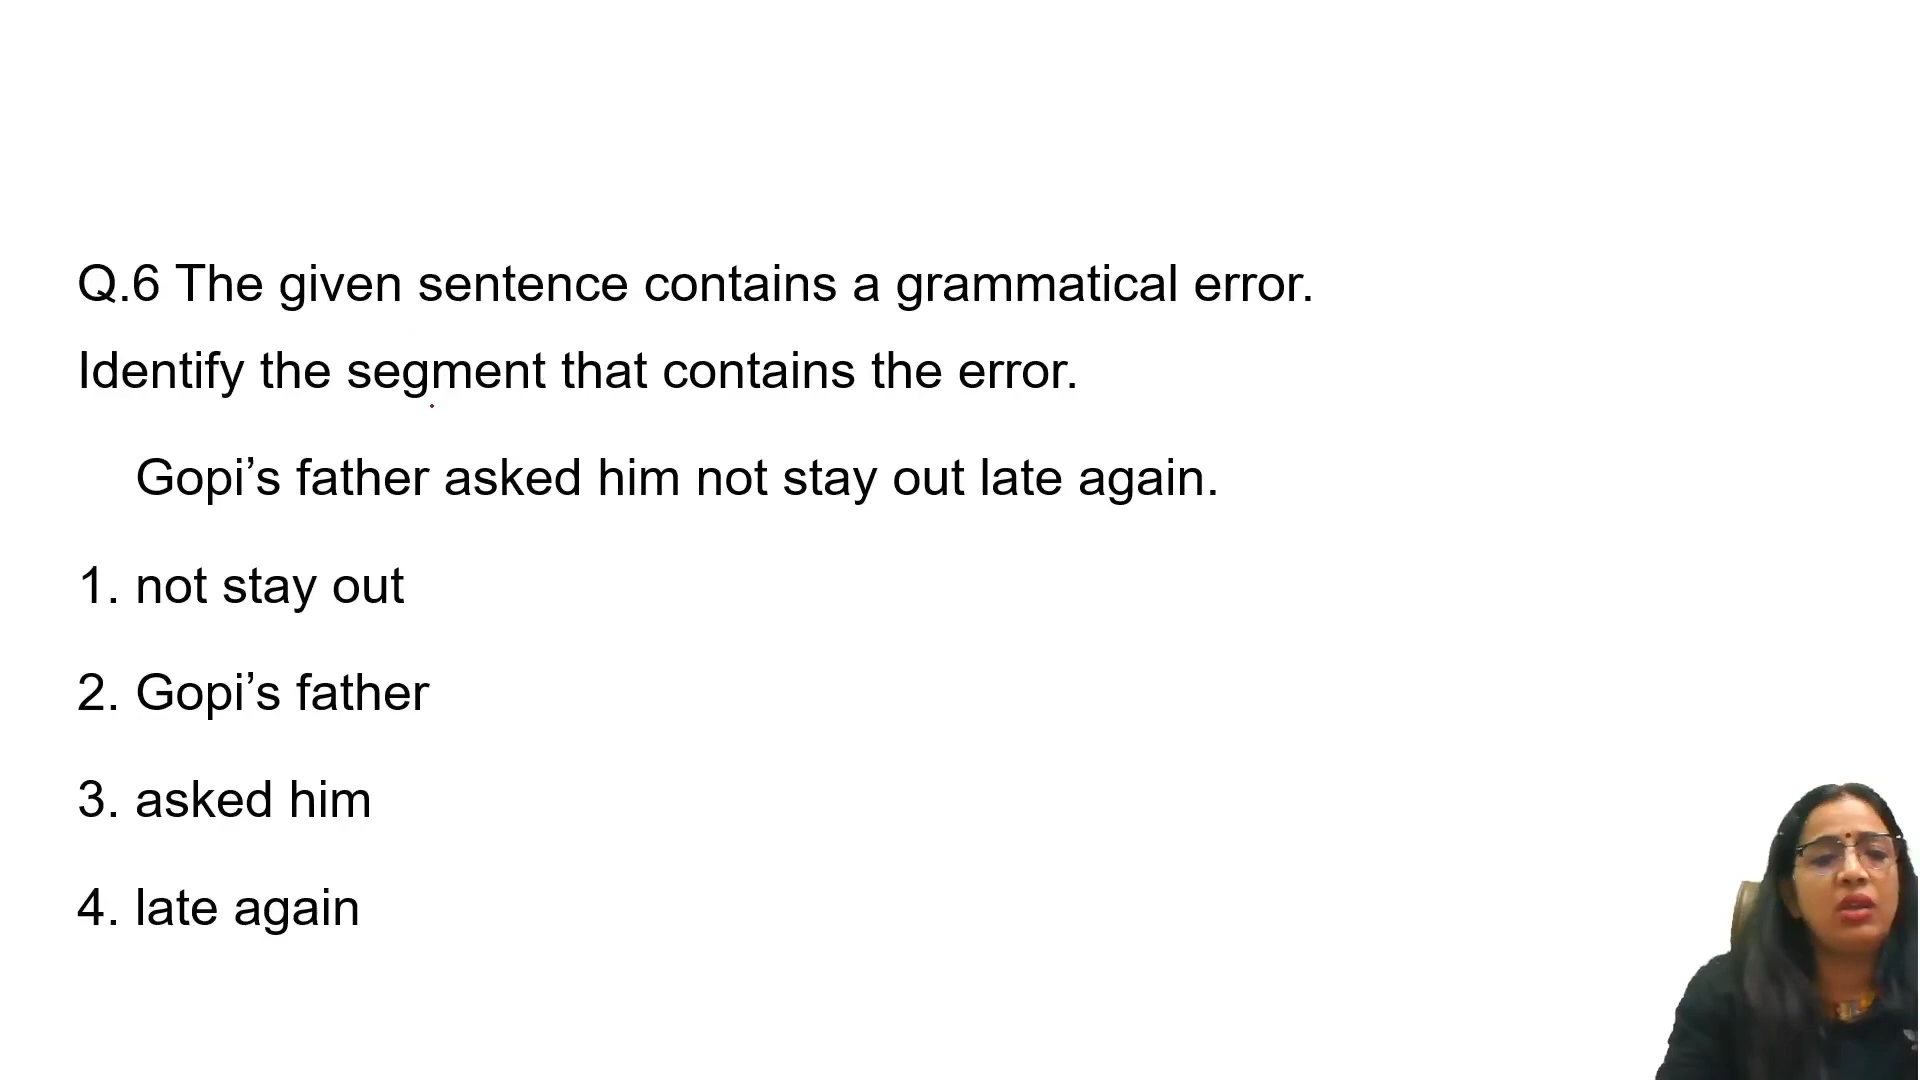 Q.6 The given sentence contains a grammatical error.
Identify the segment that contains the error.
Gopi’s father asked him not stay out late again.
1. not stay out
2. Gopi’s father
3. asked him
4. late again